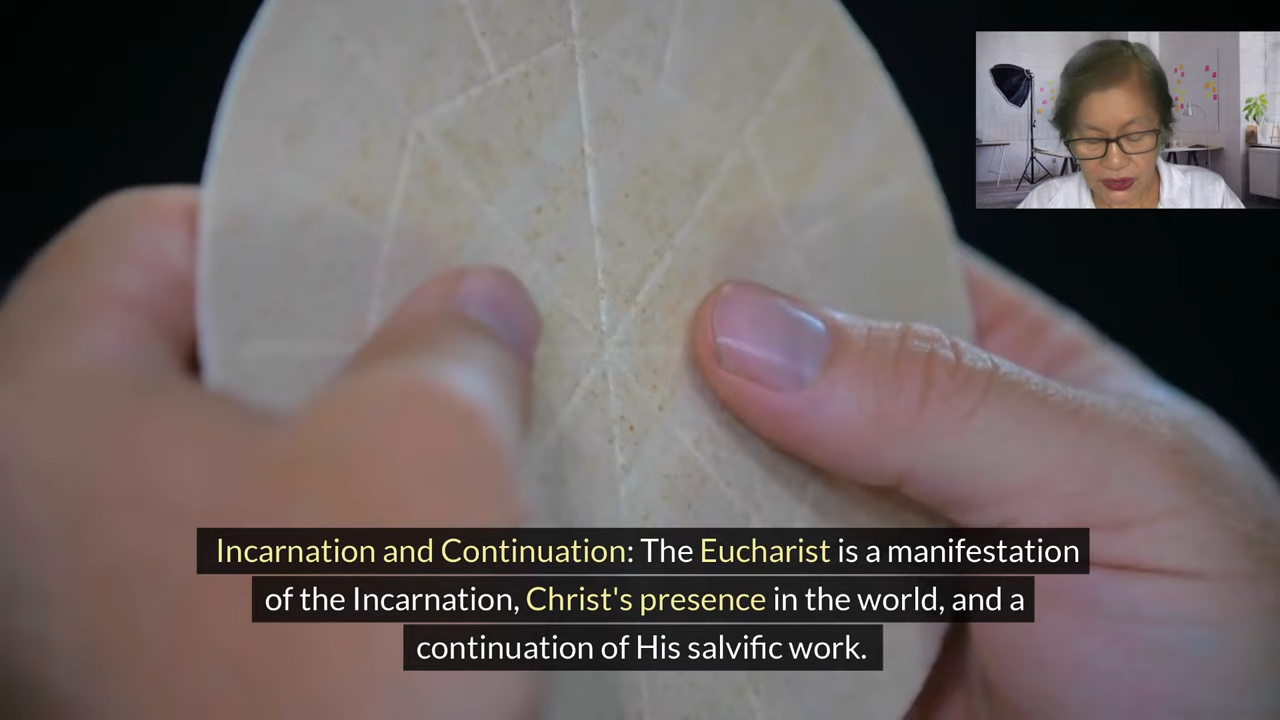 Incarnation and Continuation: The Eucharist is a manifestation
of the Incarnation, Christ's presence in the world, and a
continuation of His salvific work.